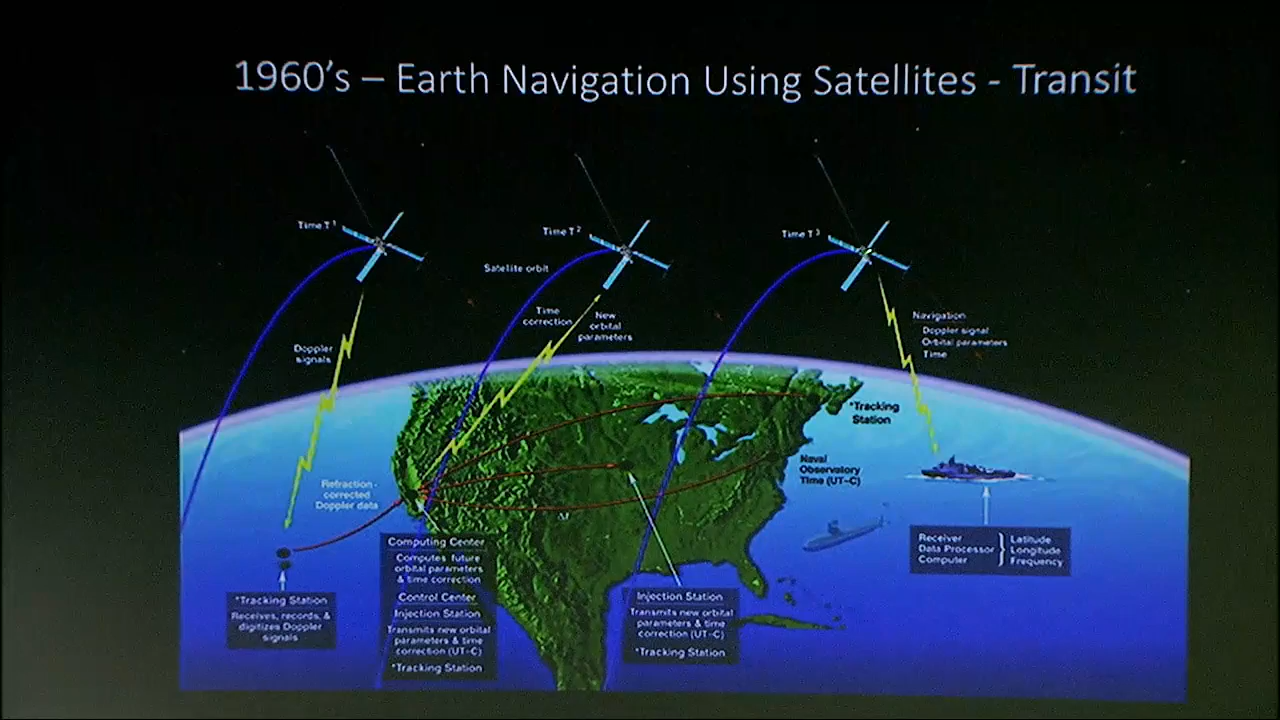 1960's – Earth Navigation Using Satellites - Transit
Time T1
Time T2
Time T3
Satellite orbit
Time
correction
New
orbital
parameters
Navigation
Doppler signal
Orbital parameters
Time
Doppler
signals
*Tracking
Station
Naval
Observatory
Time (UT-C)
Refraction-
corrected
Doppler data
Computing Center
Computes future
orbital parameters
& time correction
Control Center
Injection Station
Transmits new orbital
parameters & time
correction (UT-C)
*Tracking Station
*Tracking Station
Receives, records, &
digitizes Doppler
signals
Injection Station
Transmits new orbital
parameters & time
correction (UT-C)
*Tracking Station
Receiver
Data Processor
Computer
Latitude
Longitude
Frequency